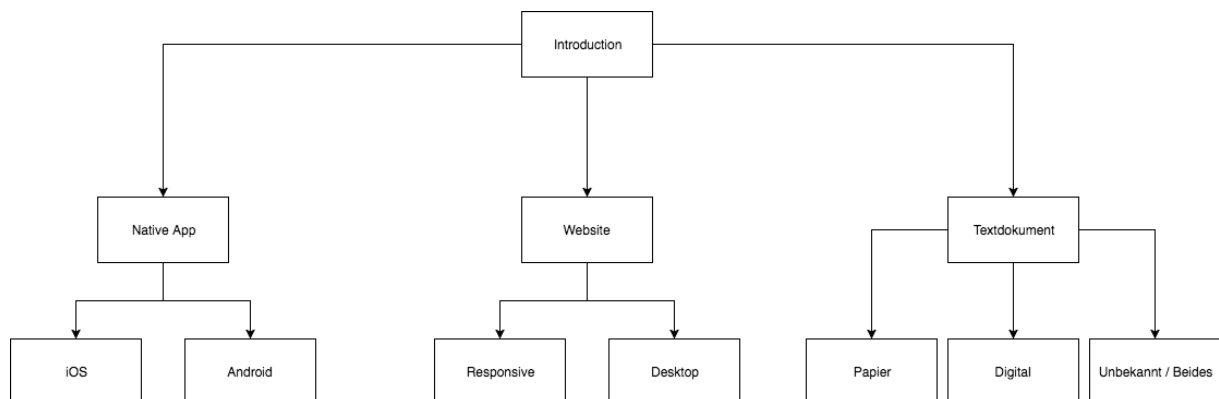 Introduction
Native App
Website
Textdokument
iOS
Android
Responsive
Desktop
Papier
Digital
Unbekannt / Beides